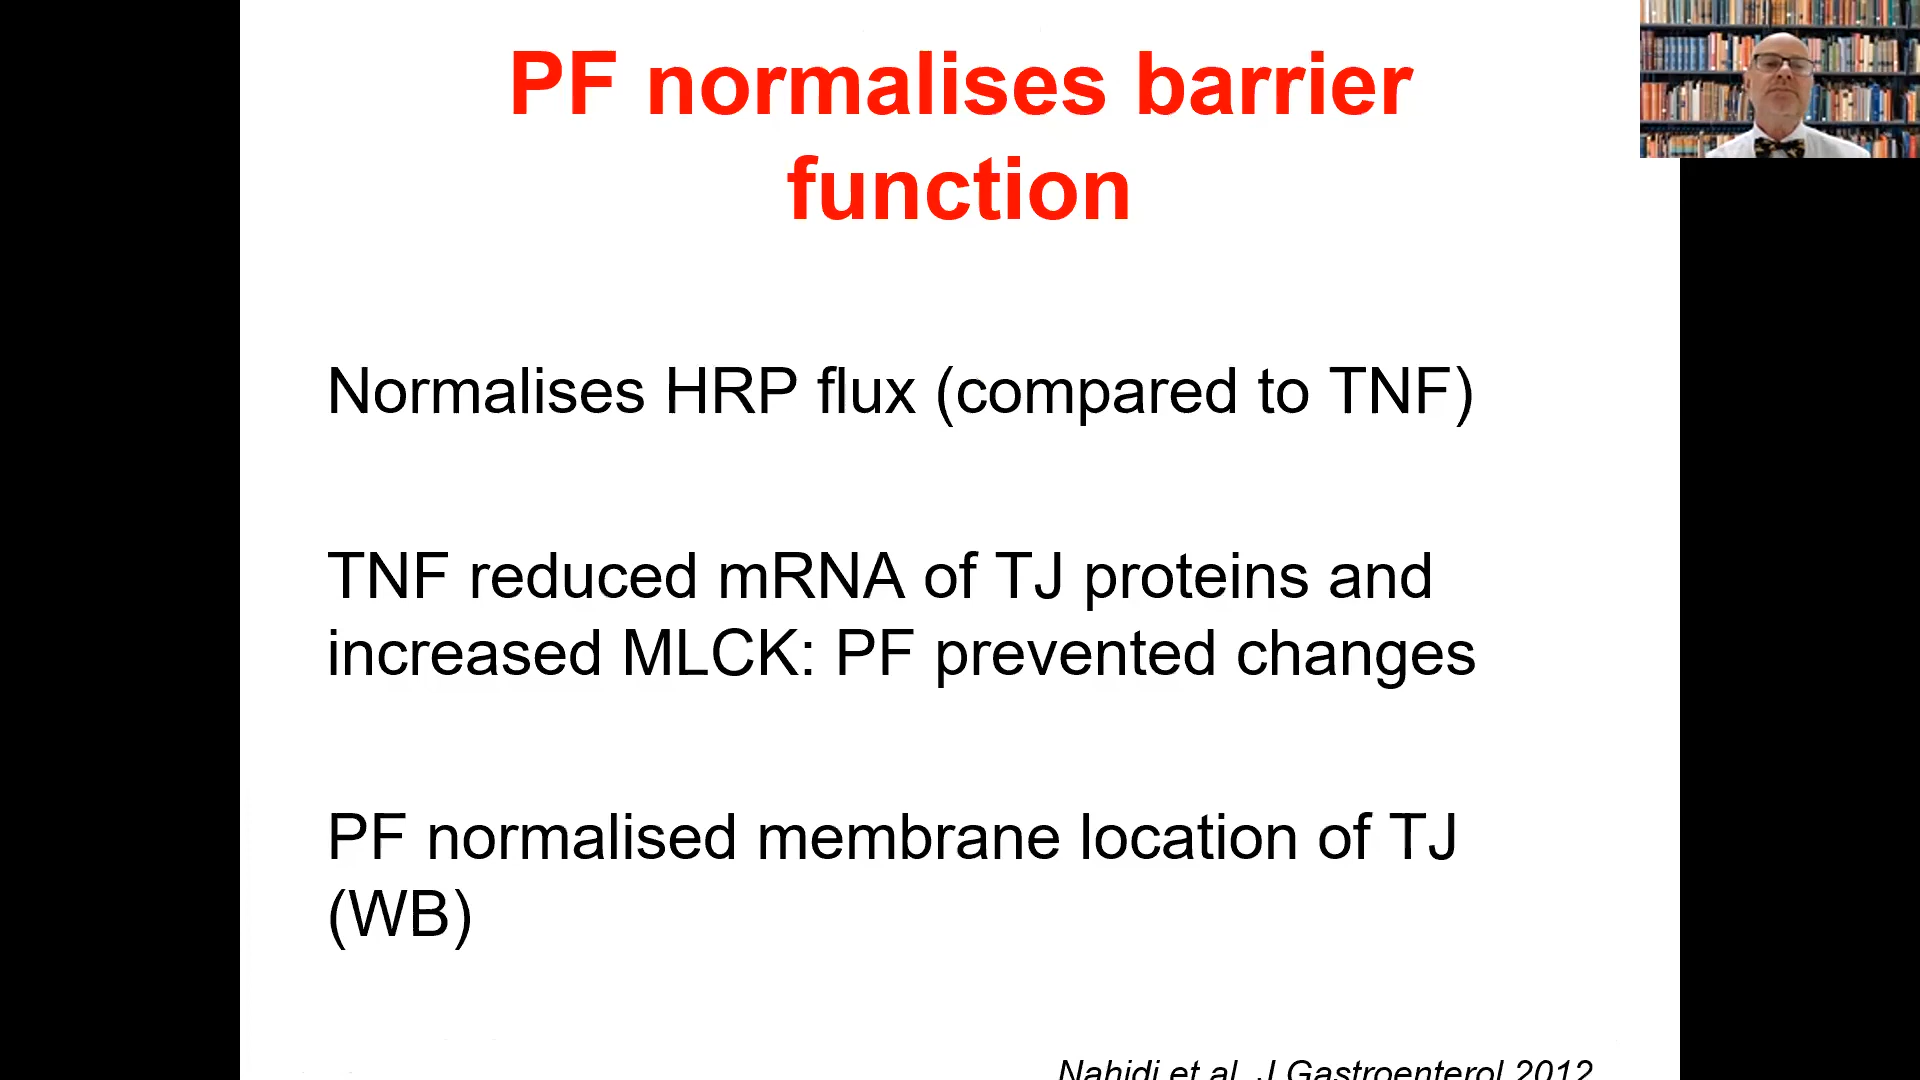 PF normalises barrier
function
Normalises HRP flux (compared to TNF)
TNF reduced mRNA of TJ proteins and
increased MLCK: PF prevented changes
PF normalised membrane location of TJ
(WB)
Nahidi et al, J Gastroenterol 2012